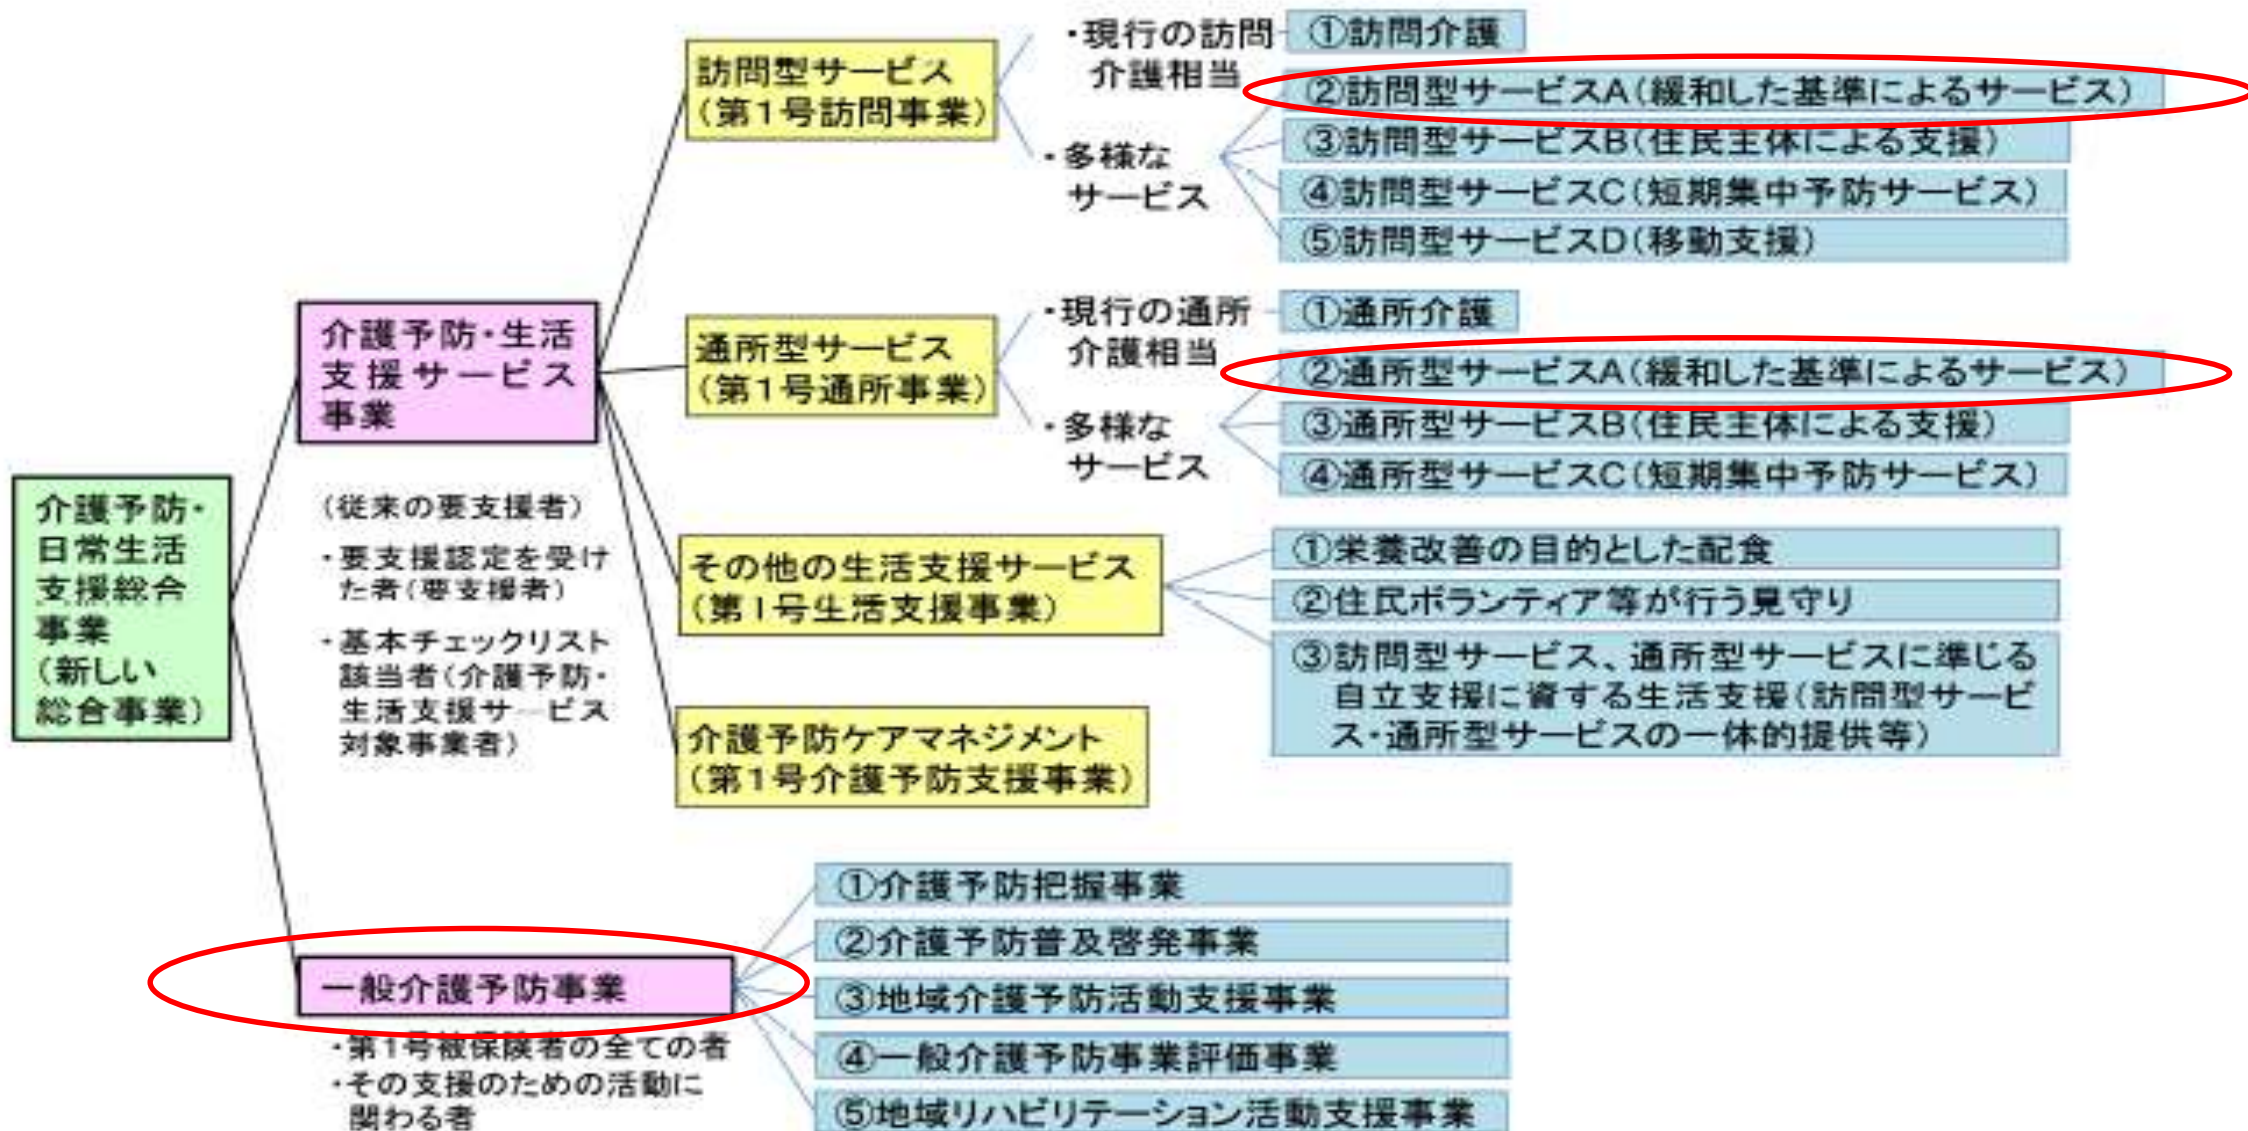 介護予防・
日常生活
支援総合
事業
(新しい
総合事業)
介護予防・生活
支援サービス
事業
(従来の要支援者)
・要支援認定を受け
た者(要支援者)
・基本チェックリスト
該当者(介護予防・
生活支援サービス
対象事業者)
訪問型サービス
(第1号訪問事業)
・現行の訪問
介護相当
①訪問介護
・多様な
サービス
②訪問型サービスA(緩和した基準によるサービス)
③訪問型サービスB(住民主体による支援)
④訪問型サービスC(短期集中予防サービス)
⑤訪問型サービスD(移動支援)
通所型サービス
(第1号通所事業)
・現行の通所
介護相当
①通所介護
・多様な
サービス
②通所型サービスA(緩和した基準によるサービス)
③通所型サービスB(住民主体による支援)
④通所型サービスC(短期集中予防サービス)
その他の生活支援サービス
(第1号生活支援事業)
①栄養改善の目的とした配食
②住民ボランティア等が行う見守り
③訪問型サービス、通所型サービスに準じる
自立支援に資する生活支援(訪問型サービ
ス・通所型サービスの一体的提供等)
介護予防ケアマネジメント
(第1号介護予防支援事業)
一般介護予防事業
・第1号被保険者の全ての者
・その支援のための活動に
関わる者
①介護予防把握事業
②介護予防普及啓発事業
③地域介護予防活動支援事業
④一般介護予防事業評価事業
⑤地域リハビリテーション活動支援事業